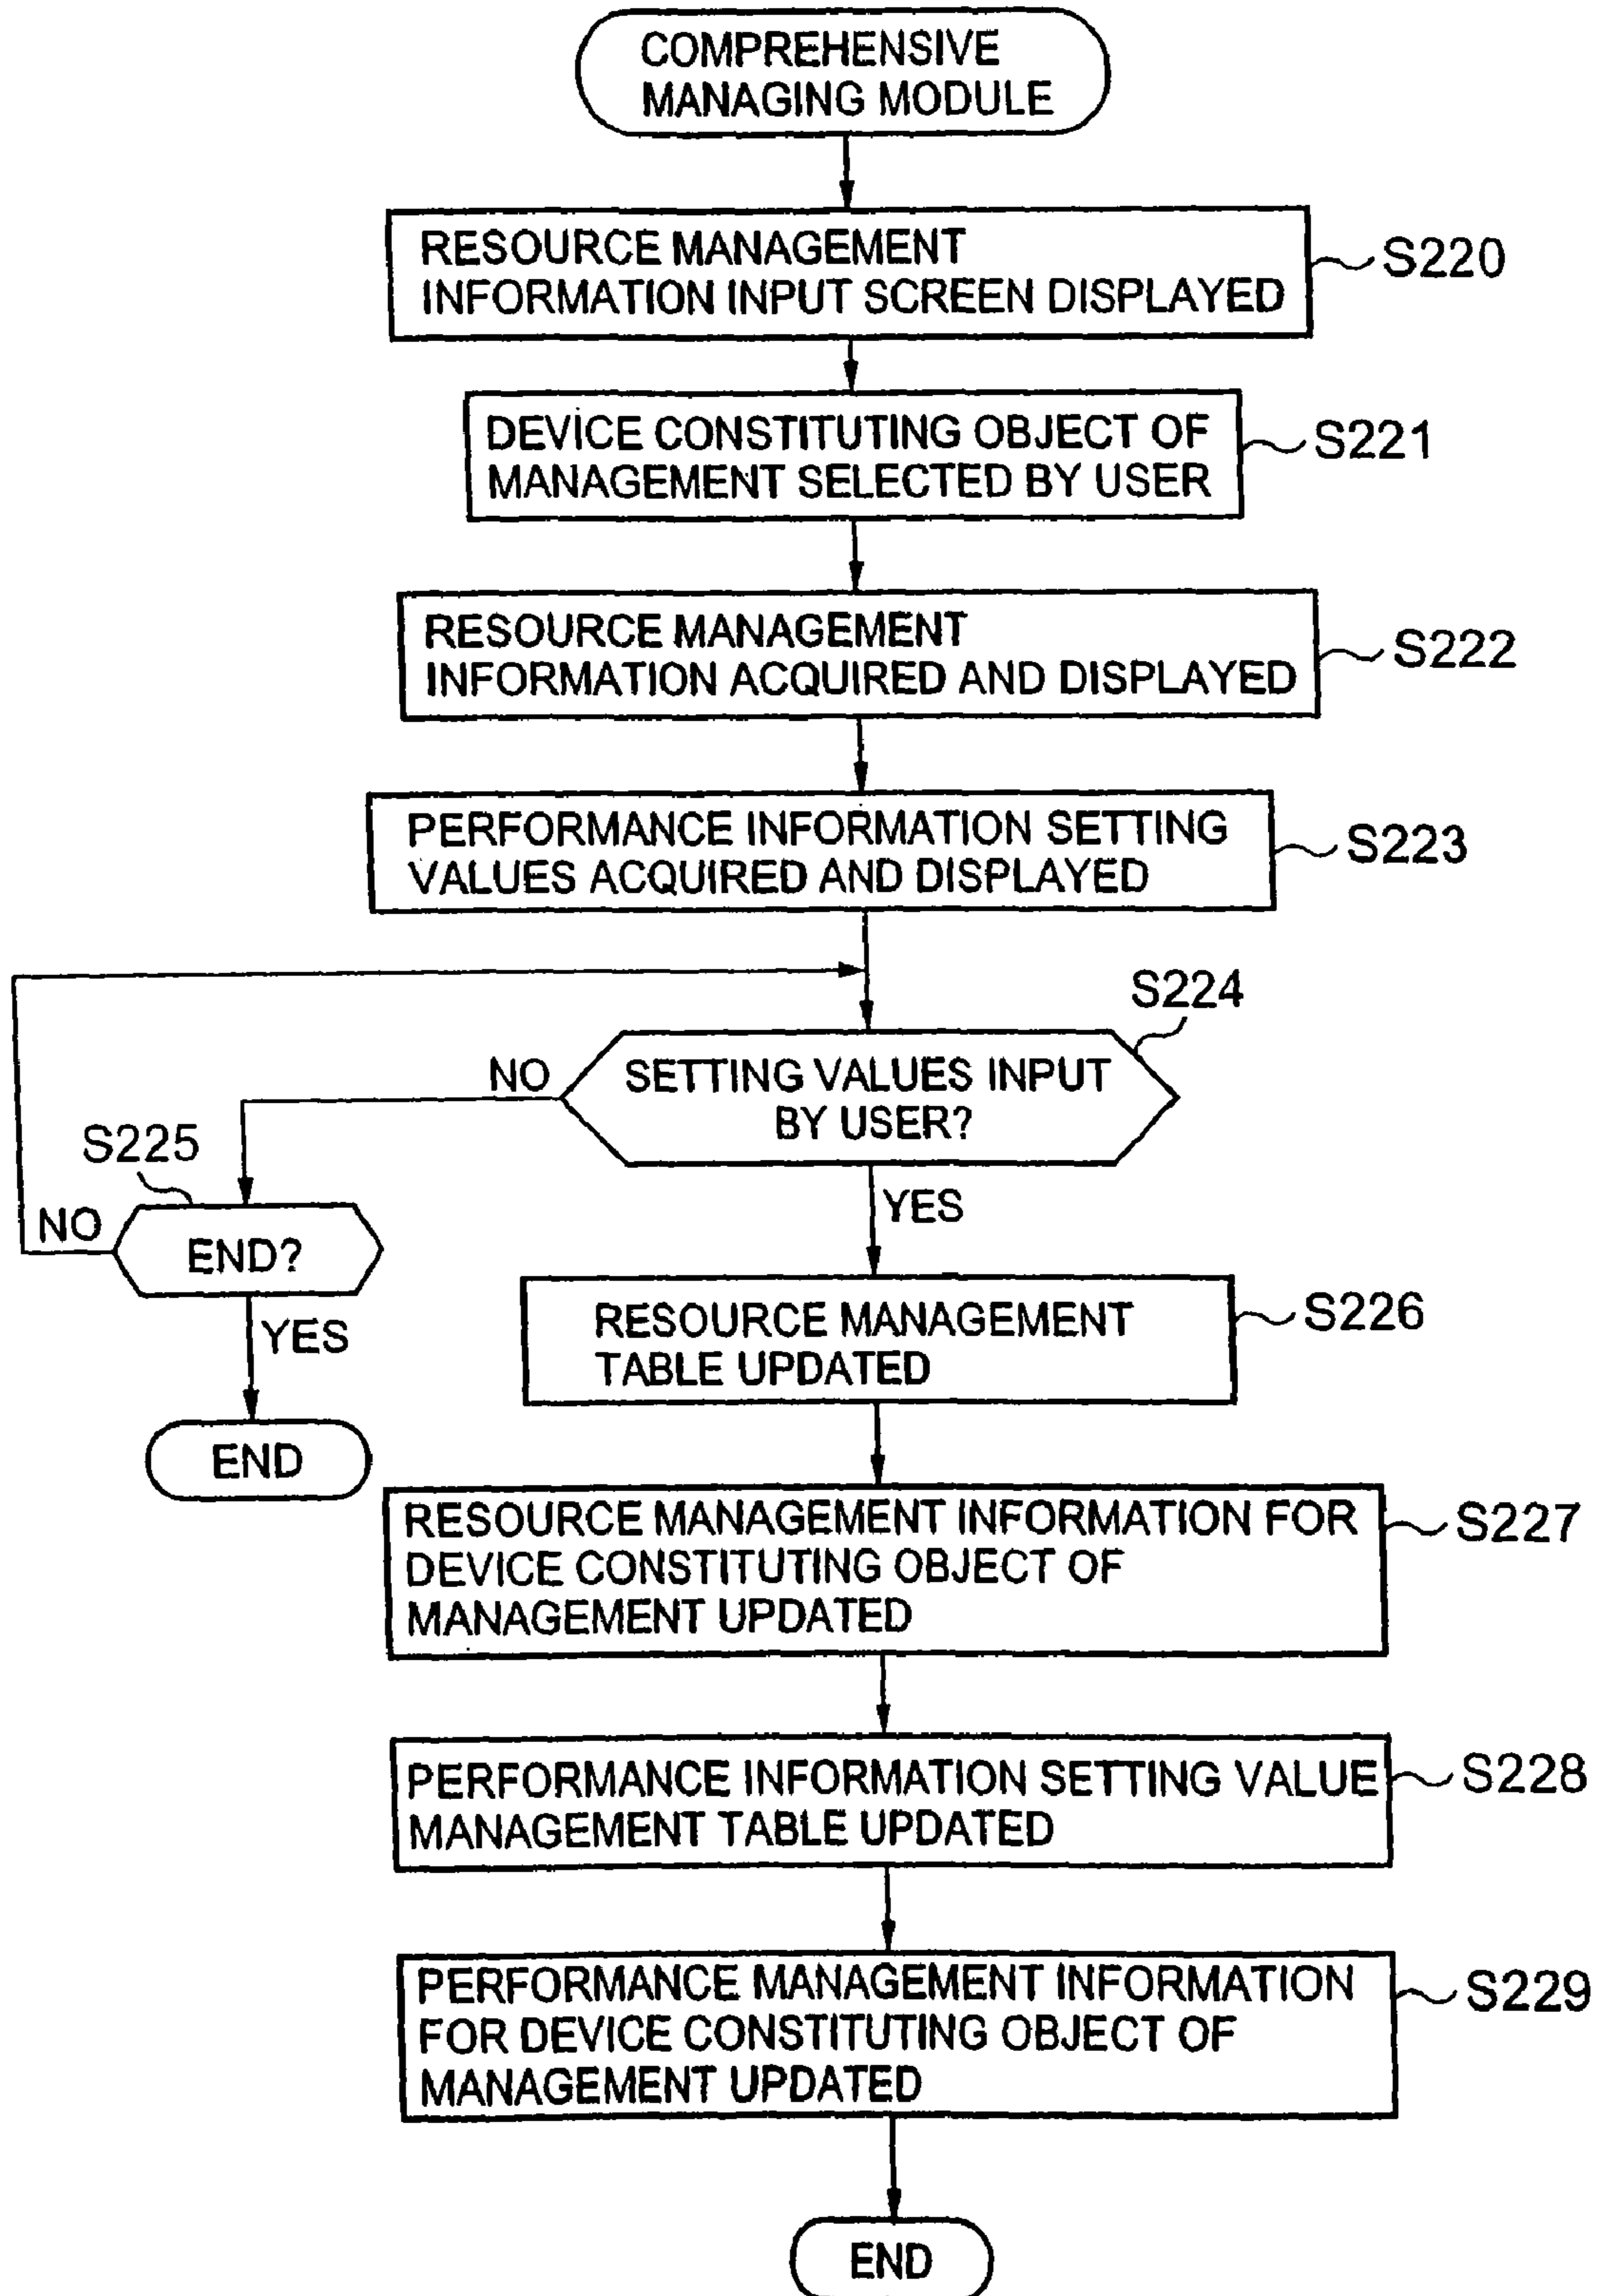 COMPREHENSIVE
MANAGING MODULE
RESOURCE MANAGEMENT
INFORMATION INPUT SCREEN DISPLAYED
S220
DEVICE CONSTITUTING OBJECT OF
MANAGEMENT SELECTED BY USER
S221
RESOURCE MANAGEMENT
INFORMATION ACQUIRED AND DISPLAYED
S222
PERFORMANCE INFORMATION SETTING
VALUES ACQUIRED AND DISPLAYED
S223
S224
SETTING VALUES INPUT
BY USER?
NO
YES
S225
END?
NO
YES
END
RESOURCE MANAGEMENT
TABLE UPDATED
S226
RESOURCE MANAGEMENT INFORMATION FOR
DEVICE CONSTITUTING OBJECT OF
MANAGEMENT UPDATED
S227
PERFORMANCE INFORMATION SETTING VALUE
MANAGEMENT TABLE UPDATED
S228
PERFORMANCE MANAGEMENT INFORMATION
FOR DEVICE CONSTITUTING OBJECT OF
MANAGEMENT UPDATED
S229
END